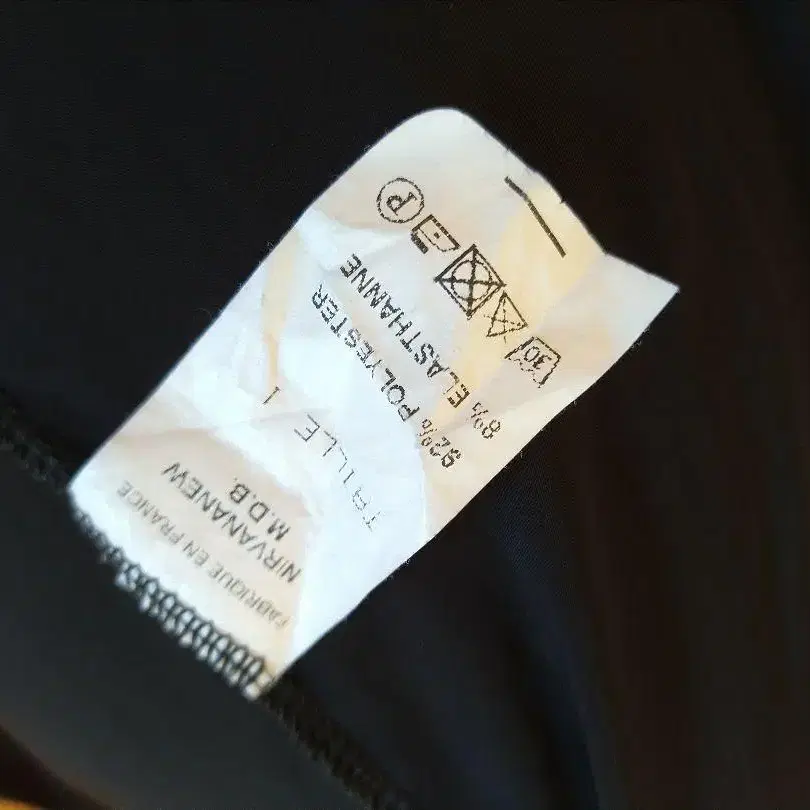 FABRIQUE EN FRANCE
NIRVANANEW
M.D.B.
TAILLE 1
92% POLYESTER
8% ELASTHANNE
30 P